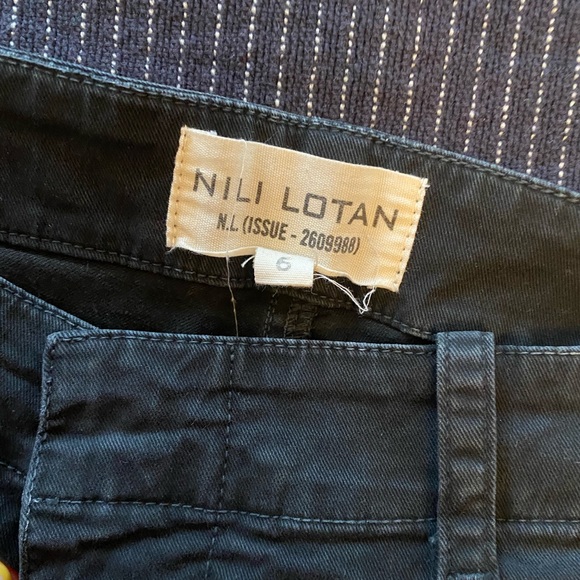 NILI LOTAN
N.L (ISSUE - 2609988)
6